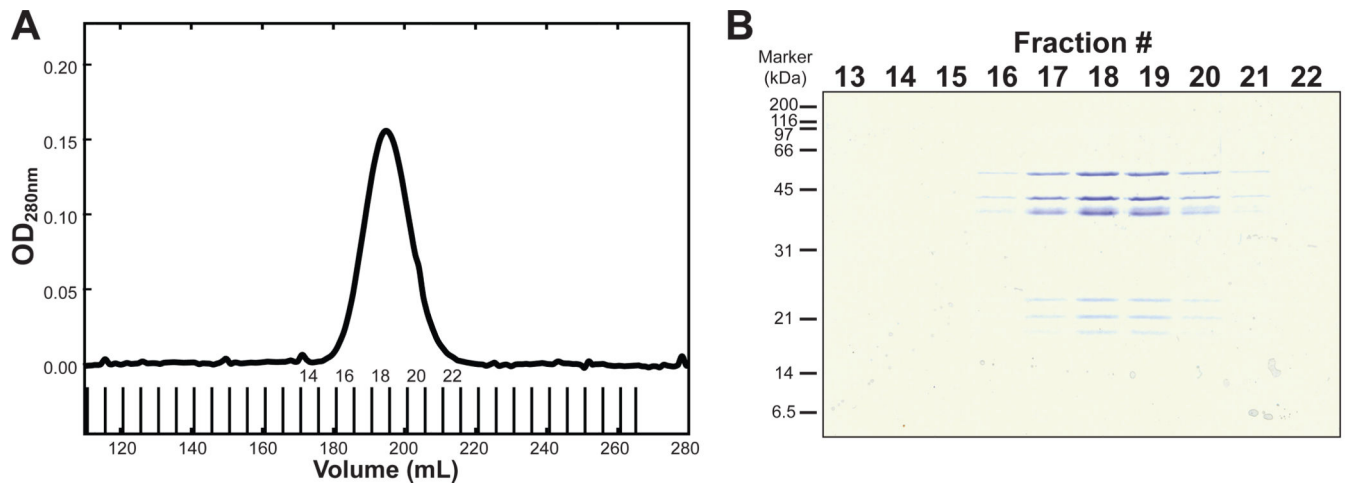 A
OD280nm
0.20
0.15
0.10
0.05
0.00
14 16 18 20 22
120 140 160 180 200 220 240 260 280
Volume (mL)
B
Fraction #
Marker
(kDa)
13 14 15 16 17 18 19 20 21 22
200
116
97
66
45
31
21
14
6.5